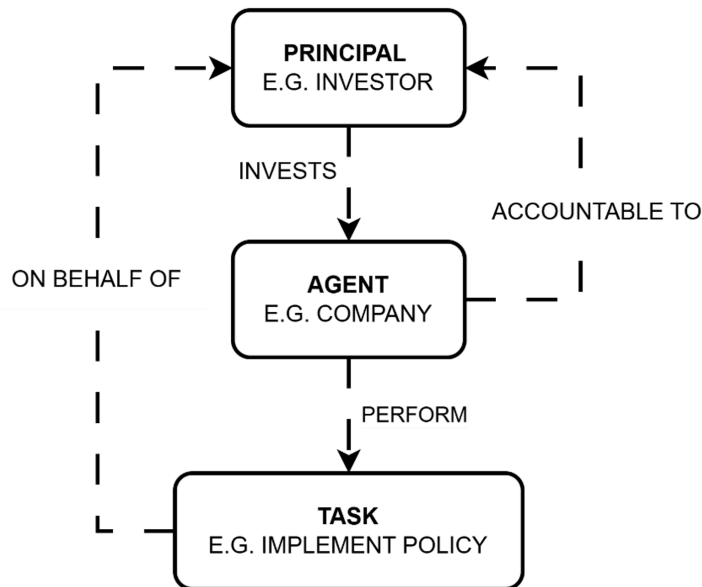 PRINCIPAL
E.G. INVESTOR
INVESTS
ACCOUNTABLE TO
ON BEHALF OF
AGENT
E.G. COMPANY
PERFORM
TASK
E.G. IMPLEMENT POLICY